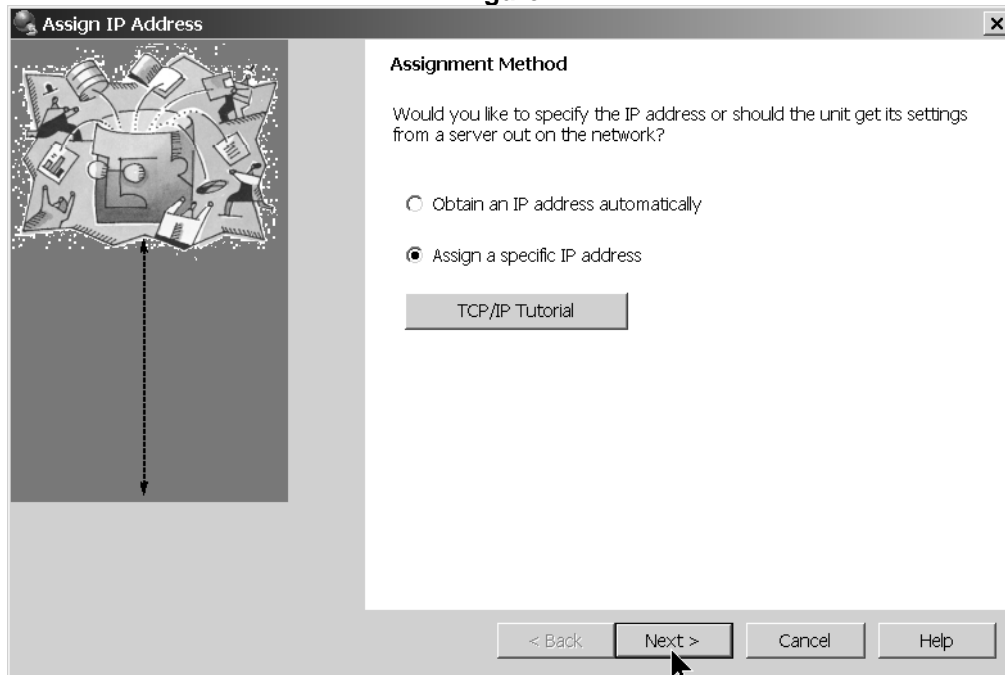 Assign IP Address
Assignment Method
Would you like to specify the IP address or should the unit get its settings
from a server out on the network?
Obtain an IP address automatically
Assign a specific IP address
TCP/IP Tutorial
< Back
Next >
Cancel
Help